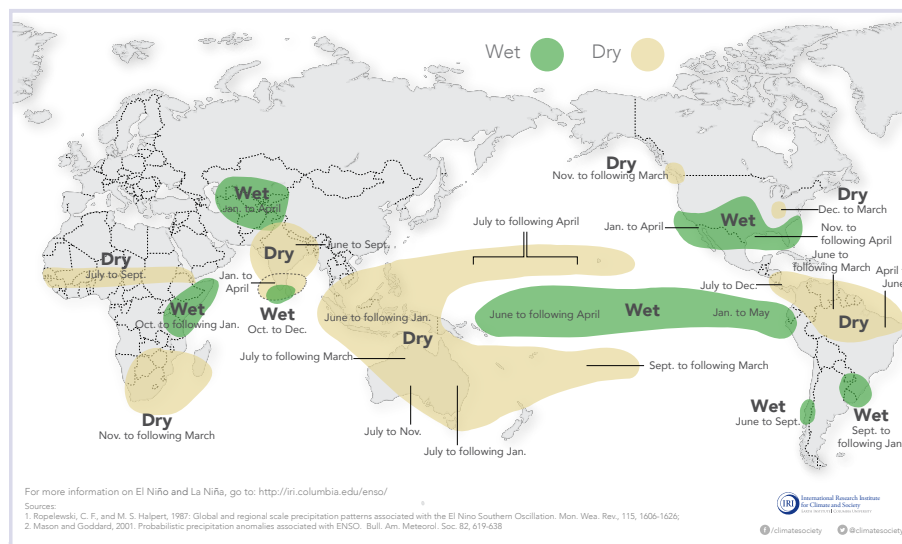 Wet
Dry
Dry
Nov. to following March
Wet
Jan. to April
Dry
Dec. to March
July to following April
Jan. to April
Wet
Nov. to
following April
June to Sept.
Dry
June to
following March
Dry
July to Sept.
Jan. to
April
July to Dec.
April
June
Wet
Oct. to following Jan.
Wet
Oct. to Dec.
June to following Jan.
Dry
June to following April
Wet
Jan. to May
Dry
July to following March
Sept. to following March
Dry
Nov. to following March
July to Nov.
July to following Jan.
Wet
June to Sept.
Wet
Sept. to
following Jan
For more information on El Niño and La Niña, go to: http://iri.columbia.edu/enso/
Sources:
1. Ropelewski, C. F., and M. S. Halpert, 1987: Global and regional scale precipitation patterns associated with the El Nino Southern Oscillation. Mon. Wea. Rev., 115, 1606-1626;
2. Mason and Goddard, 2001. Probabilistic precipitation anomalies associated with ENSO. Bull. Am. Meteorol. Soc. 82, 619-638
IRI
International Research Institute
for Climate and Society
EARTH INSTITUTE | COLUMBIA UNIVERSITY
/climatesociety
@climatesociety